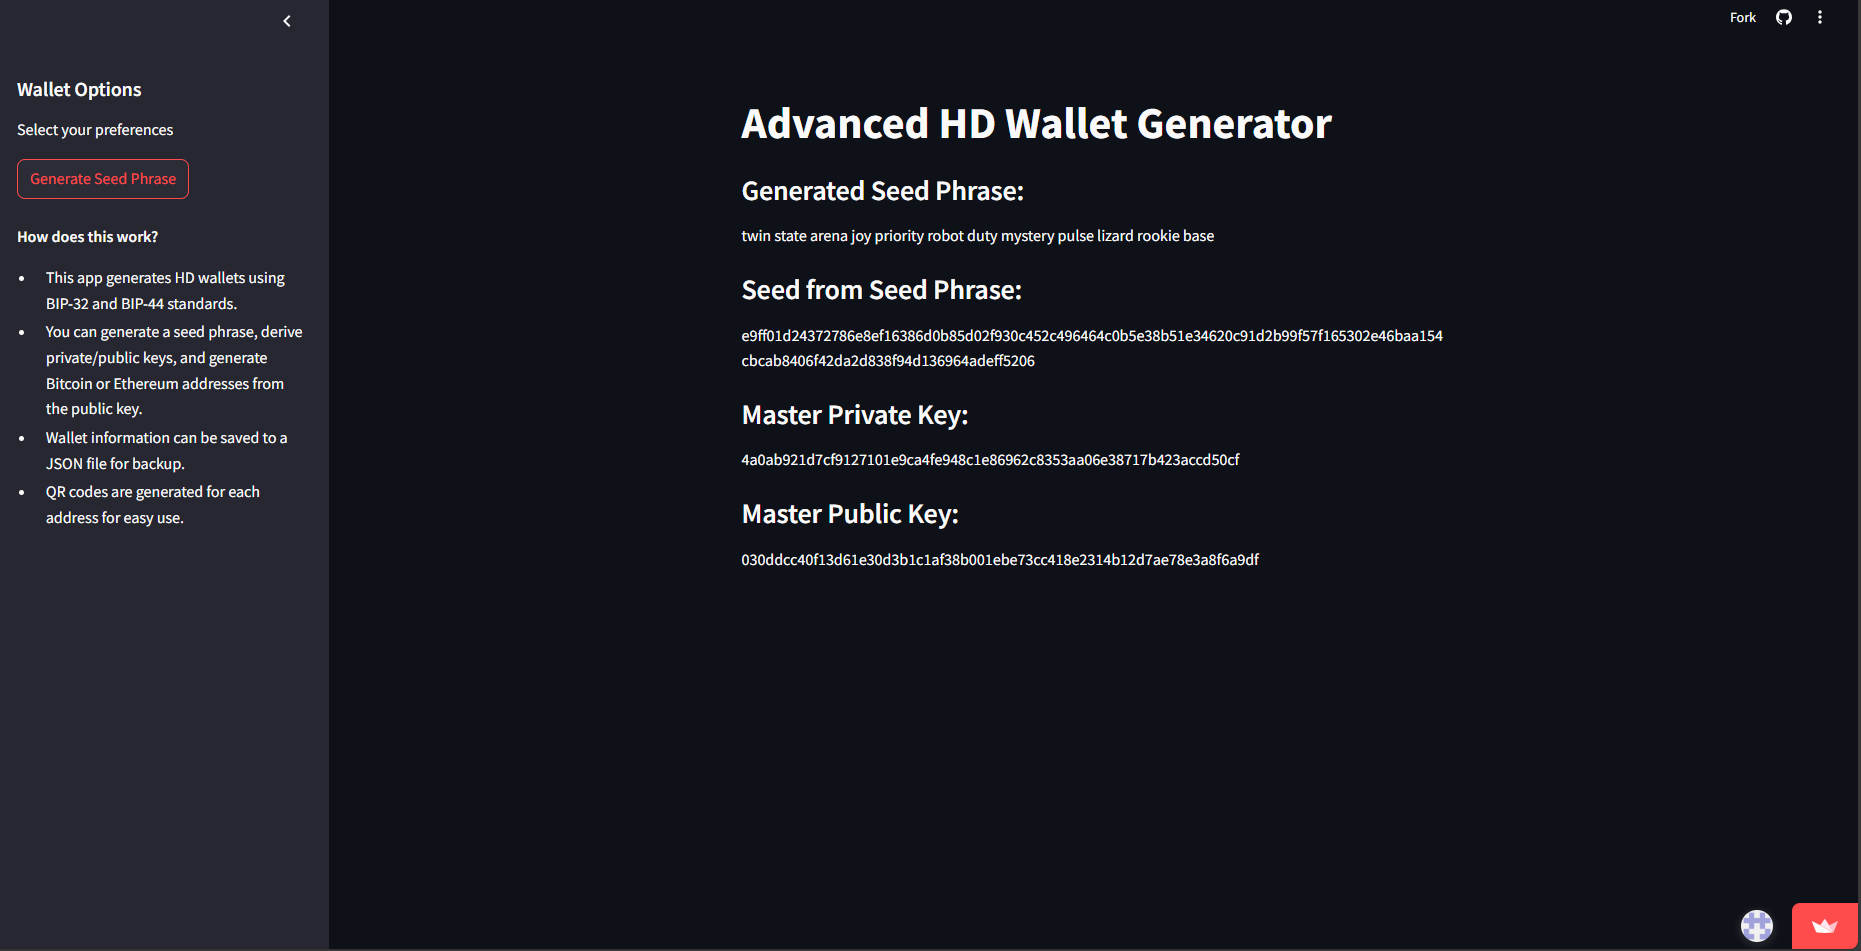 Fork
Wallet Options
Select your preferences
Generate Seed Phrase
How does this work?
This app generates HD wallets using
BIP-32 and BIP-44 standards.
You can generate a seed phrase, derive
private/public keys, and generate
Bitcoin or Ethereum addresses from
the public key.
Wallet information can be saved to a
JSON file for backup.
QR codes are generated for each
address for easy use.
Advanced HD Wallet Generator
Generated Seed Phrase:
twin state arena joy priority robot duty mystery pulse lizard rookie base
Seed from Seed Phrase:
e9ff01d24372786e8ef16386d0b85d02f930c452c496464c0b5e38b51e34620c91d2b99f57f165302e46baa154
cbcab8406f42da2d838f94d136964adeff5206
Master Private Key:
4a0ab921d7cf9127101e9ca4fe948c1e86962c8353aa06e38717b423accd50cf
Master Public Key:
030ddcc40f13d61e30d3b1c1af38b001ebe73cc418e2314b12d7ae78e3a8f6a9df